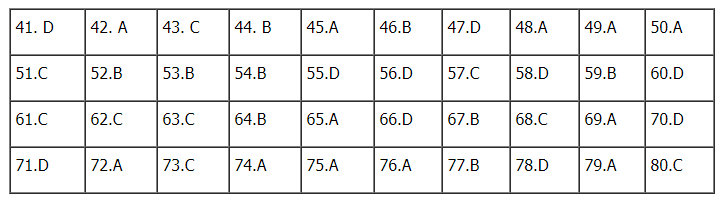 41. D 42. A 43. C 44. B 45.A 46.B 47.D 48.A 49.A 50.A
51.C 52.B 53.B 54.B 55.D 56.D 57.C 58.D 59.B 60.D
61.C 62.C 63.C 64.B 65.A 66.D 67.B 68.C 69.A 70.D
71.D 72.A 73.C 74.A 75.A 76.A 77.B 78.D 79.A 80.C